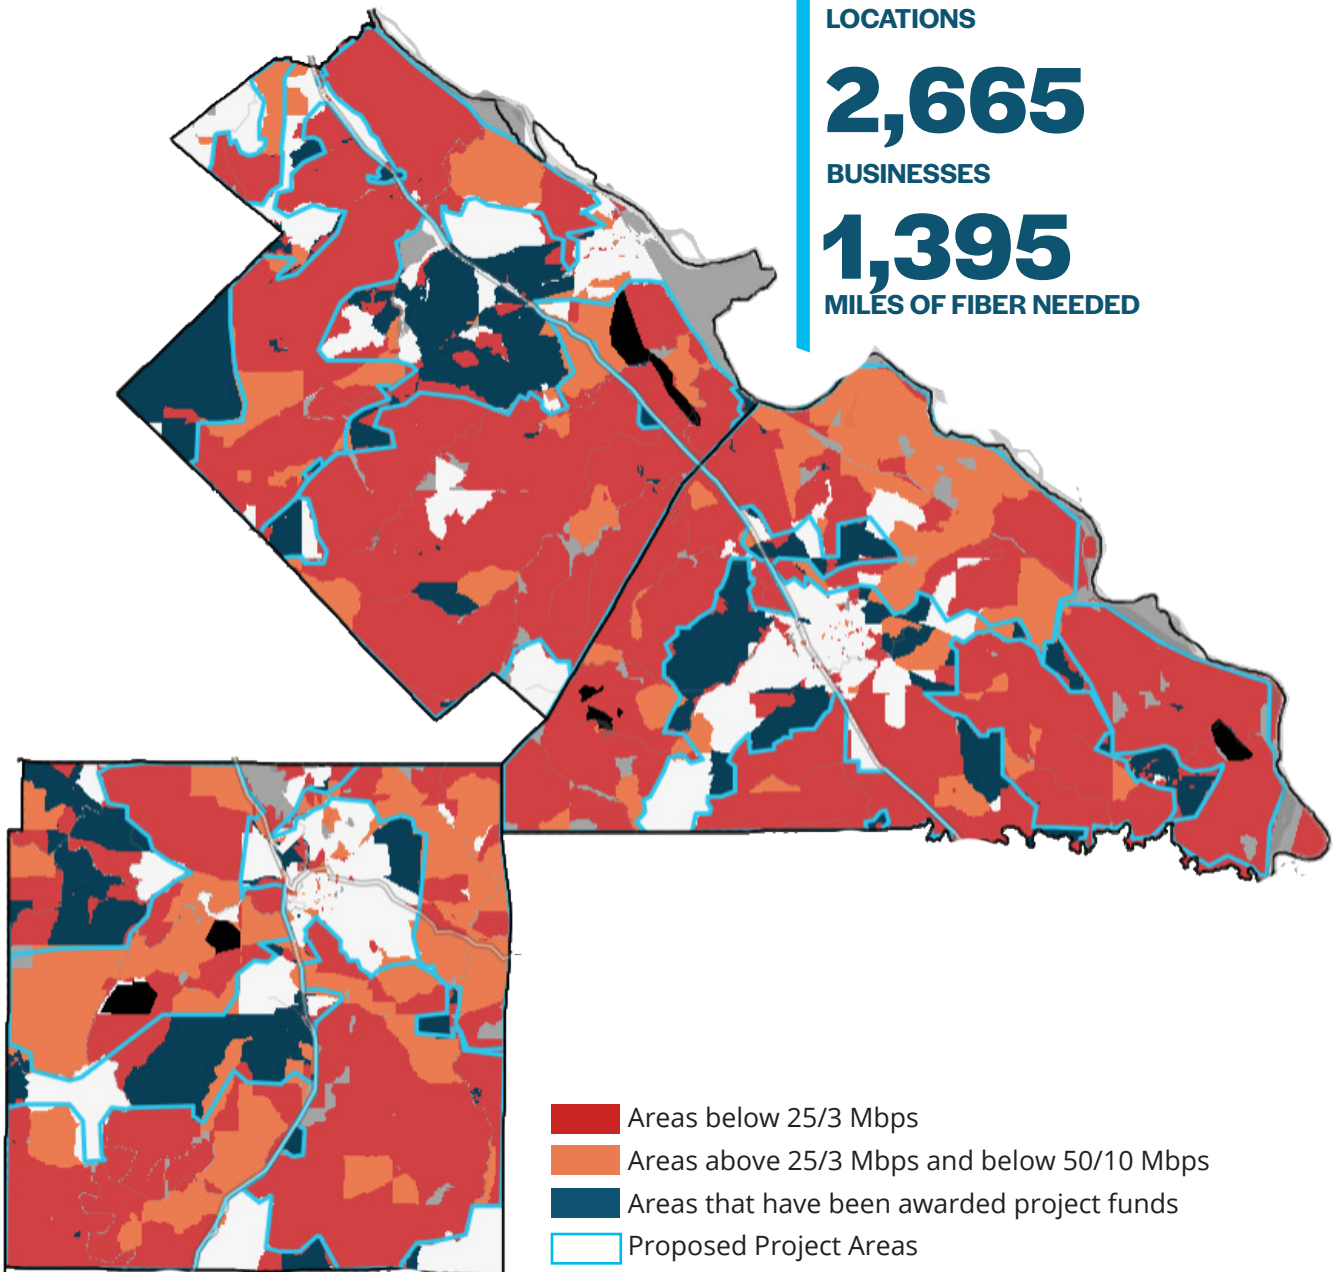 LOCATIONS
2,665
BUSINESSES
1,395
MILES OF FIBER NEEDED
Areas below 25/3 Mbps
Areas above 25/3 Mbps and below 50/10 Mbps
Areas that have been awarded project funds
Proposed Project Areas